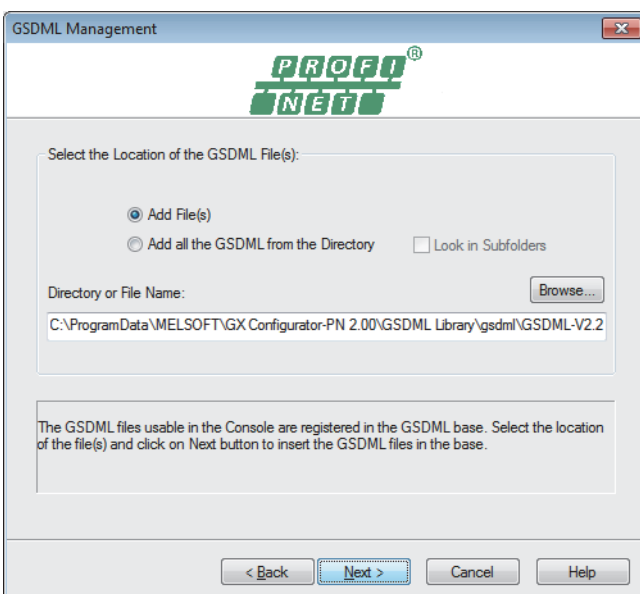 GSDML Management
PROFI
NET
®
Select the Location of the GSDML File(s):
Add File(s)
Add all the GSDML from the Directory
Look in Subfolders
Directory or File Name:
Browse...
C:\ProgramData\MELSOFT\GX Configurator-PN 2.00\GSDML Library\gsdml\GSDML-V2.2
The GSDML files usable in the Console are registered in the GSDML base. Select the location
of the file(s) and click on Next button to insert the GSDML files in the base.
< Back
Next >
Cancel
Help